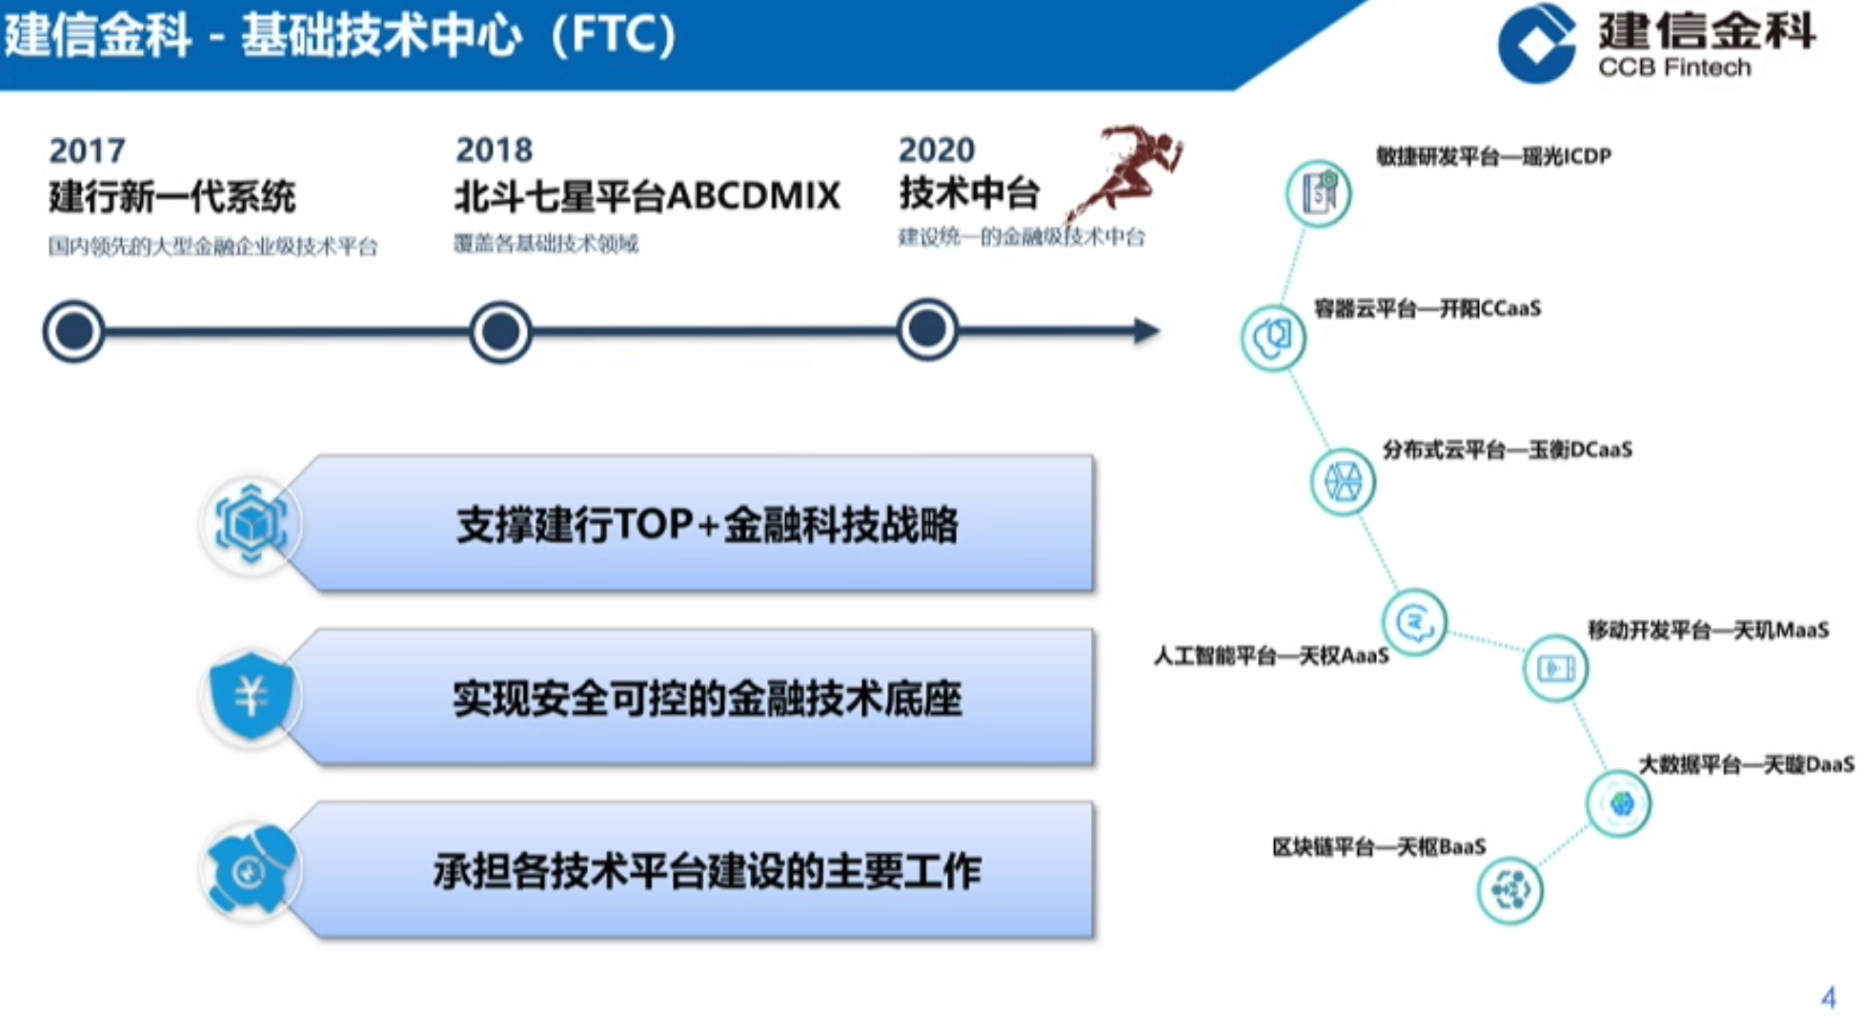 建信金科 - 基础技术中心（FTC）
建信金科
CCB Fintech
2017
建行新一代系统
国内领先的大型金融企业级技术平台
2018
北斗七星平台ABCDMIX
覆盖各基础技术领域
2020
技术中台
建设统一的金融级技术中台
支撑建行TOP+金融科技战略
实现安全可控的金融技术底座
承担各技术平台建设的主要工作
敏捷研发平台—瑶光ICDP
容器云平台—开阳CCaaS
分布式云平台—玉衡DCaaS
人工智能平台—天权AaaS
移动开发平台—天玑MaaS
大数据平台—天璇DaaS
区块链平台—天枢BaaS
4